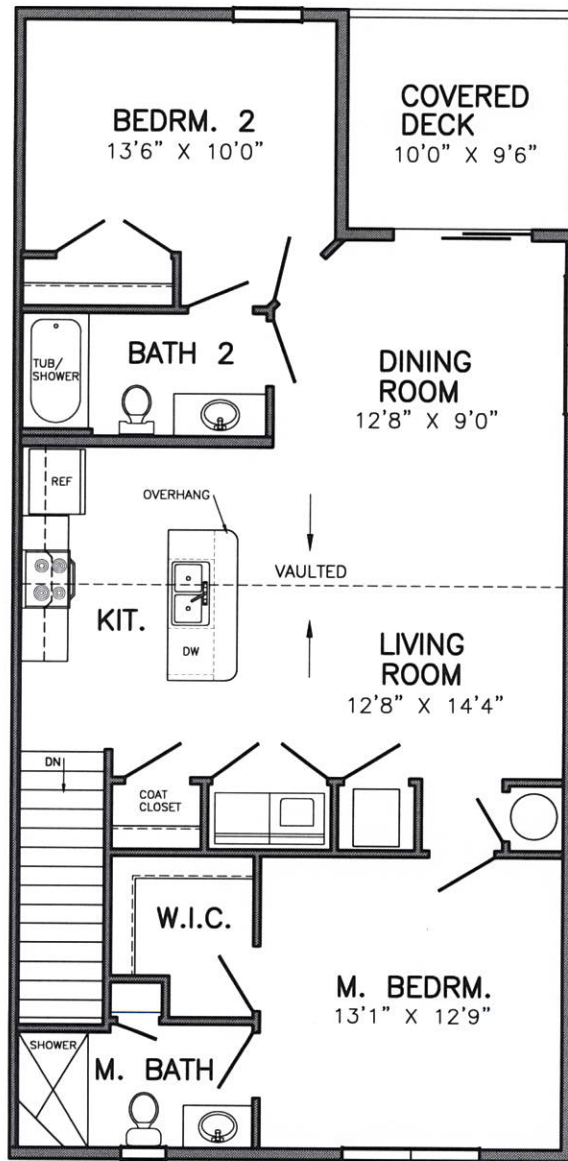 BEDRM. 2
13'6" X 10'0"
COVERED
DECK
10'0" X 9'6"
TUB/
SHOWER
BATH 2
DINING
ROOM
12'8" X 9'0"
REF
OVERHANG
VAULTED
KIT.
DW
LIVING
ROOM
12'8" X 14'4"
DN
COAT
CLOSET
W.I.C.
M. BEDRM.
13'1" X 12'9"
SHOWER
M. BATH